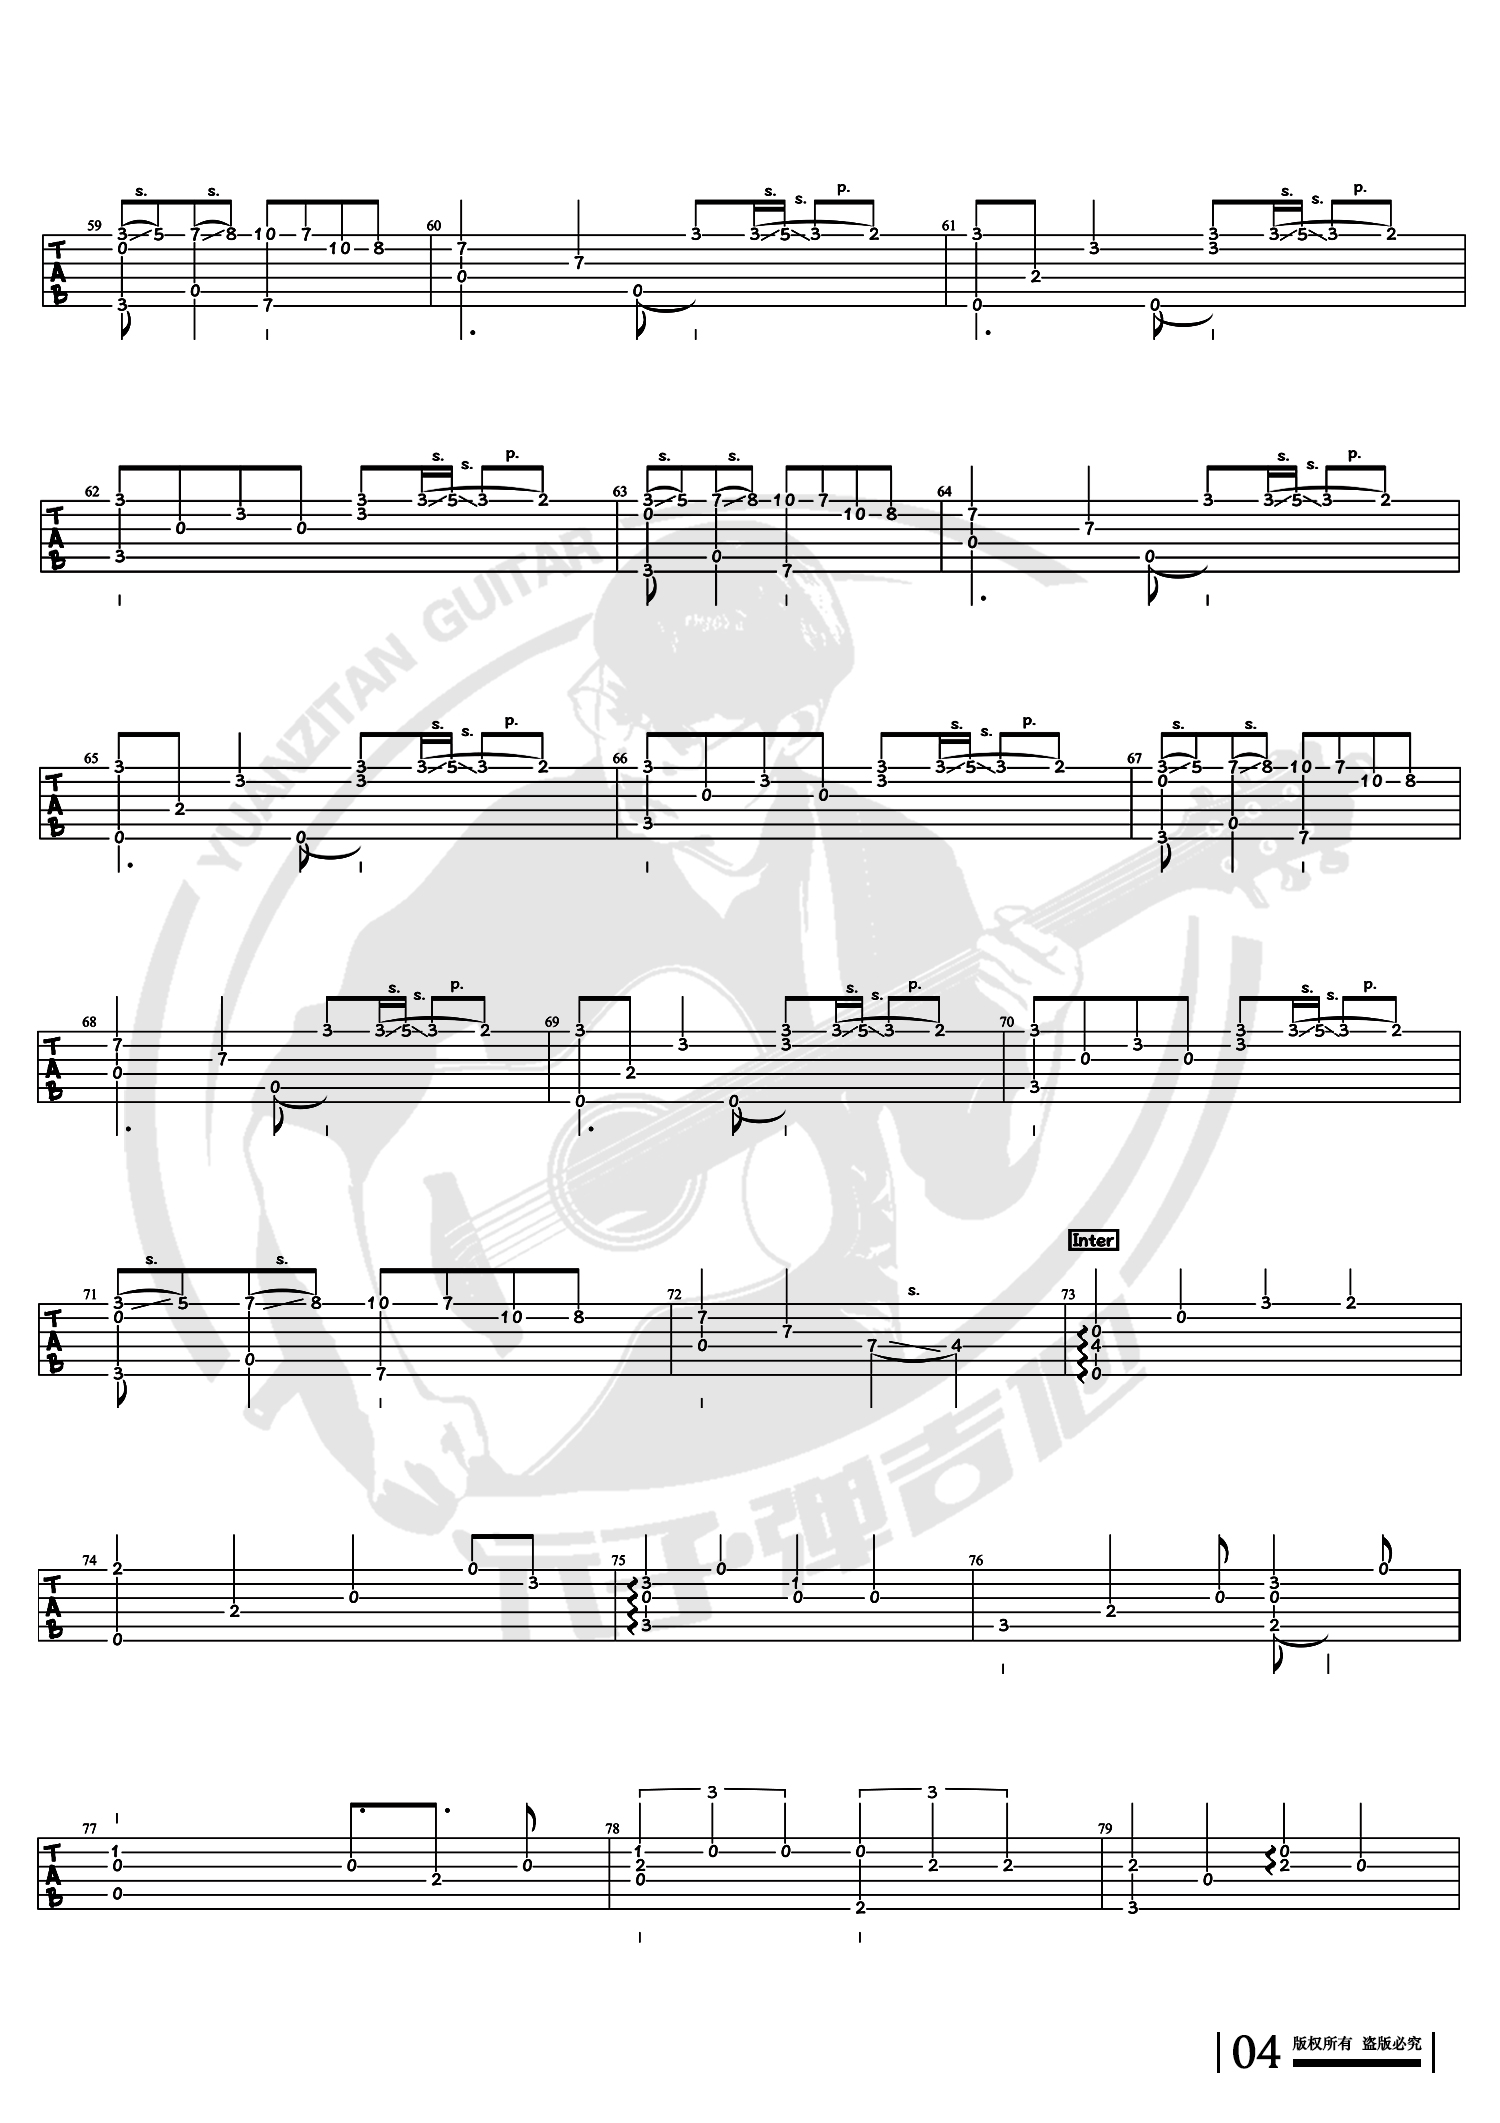 s. s. s. s. p. s. s. p.
59 3 5 7 8 10 7 60 3 3 5 3 2 61 3 3 3 5 3 2
T 0 10 8 7 3 3
7
A 0 2
B 0 0
3 7 0 0
s. s. p. s. s. s. s. p.
62 3 3 3 5 3 2 63 3 5 7 8 10 7 64 3 3 5 3 2
T 3 3 0 10 8 7
0 0 7
A 0
B 3 0 0
3 7
s. s. p. s. s. p. s. s.
65 3 3 3 5 3 2 66 3 3 3 5 3 2 67 3 5 7 8 10 7
T 3 3 3 3 0 10 8
0 0
A 2
B 3 0
0 0 3 7
s. s. p. s. s. p. s. s. p.
68 3 3 5 3 2 69 3 3 3 5 3 2 70 3 3 3 5 3 2
T 7 3 3 3 3
7 0 0
A 0 2
B 0 3
0 0
Inter
s. s. s.
71 3 5 7 8 10 7 72 73 3 2
T 0 10 8 7 0
7 0
A 0 7 4 4
B 0
3 7 0
74 2 0 75 0 76 0
T 3 3 1 3
0 0 0 0 0 0
A 2 2
B 3 3 2
0
3 3
77 78 79
T 1 1 0 0 0 0
0 0 0 2 2 2 2 2 0
A 2 0 0
B 0
2 3
YUANZITAN GUITAR
元子·弹吉他
04 版权所有 盗版必究